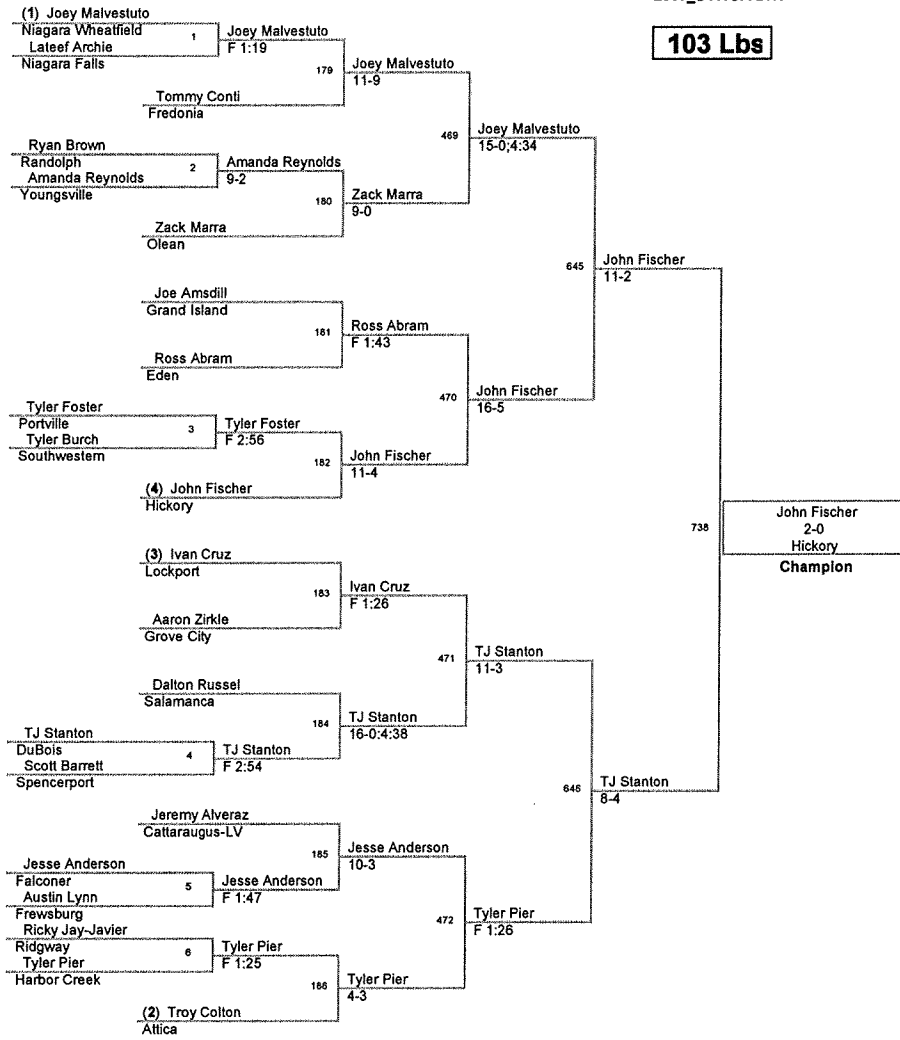 103 Lbs
(1) Joey Malvestuto
Niagara Wheatfield
1
Lateef Archie
Niagara Falls
Joey Malvestuto
F 1:19
179
Tommy Conti
Fredonia
Joey Malvestuto
11-9
469
Ryan Brown
Randolph
2
Amanda Reynolds
Youngsville
Amanda Reynolds
9-2
180
Zack Marra
Olean
Zack Marra
9-0
Joey Malvestuto
15-0;4:34
645
Joe Amsdill
Grand Island
181
Ross Abram
Eden
Ross Abram
F 1:43
470
Tyler Foster
Portville
3
Tyler Burch
Southwestern
Tyler Foster
F 2:56
182
(4) John Fischer
Hickory
John Fischer
11-4
John Fischer
16-5
John Fischer
11-2
738
John Fischer
2-0
Hickory
Champion
(3) Ivan Cruz
Lockport
183
Aaron Zirkle
Grove City
Ivan Cruz
F 1:26
471
Dalton Russel
Salamanca
184
TJ Stanton
DuBois
4
Scott Barrett
Spencerport
TJ Stanton
F 2:54
TJ Stanton
16-0:4:38
TJ Stanton
11-3
646
TJ Stanton
8-4
Jeremy Alveraz
Cattaraugus-LV
185
Jesse Anderson
Falconer
5
Austin Lynn
Frewsburg
Jesse Anderson
F 1:47
Jesse Anderson
10-3
472
Ricky Jay-Javier
Ridgway
6
Tyler Pier
Harbor Creek
Tyler Pier
F 1:25
186
(2) Troy Colton
Attica
Tyler Pier
4-3
Tyler Pier
F 1:26